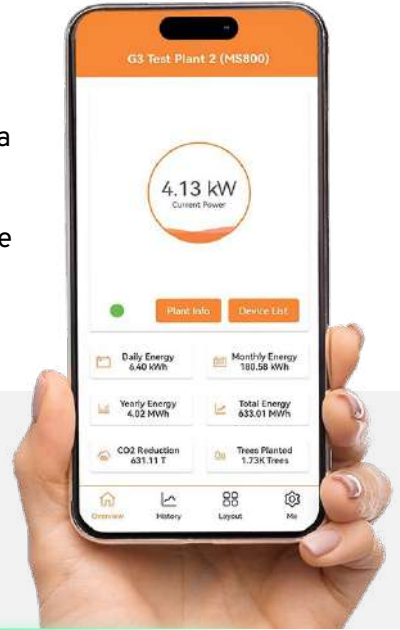 G3 Test Plant 2 (MS800)
a
4.13 kW
Current Power
e
Plant Info
Device List
Daily Energy
6.40 kWh
Monthly Energy
180.58 kWh
Yearly Energy
4.02 MWh
Total Energy
633.01 MWh
CO2 Reduction
631.11 T
Trees Planted
1.73K Trees
Overview
History
Layout
Me